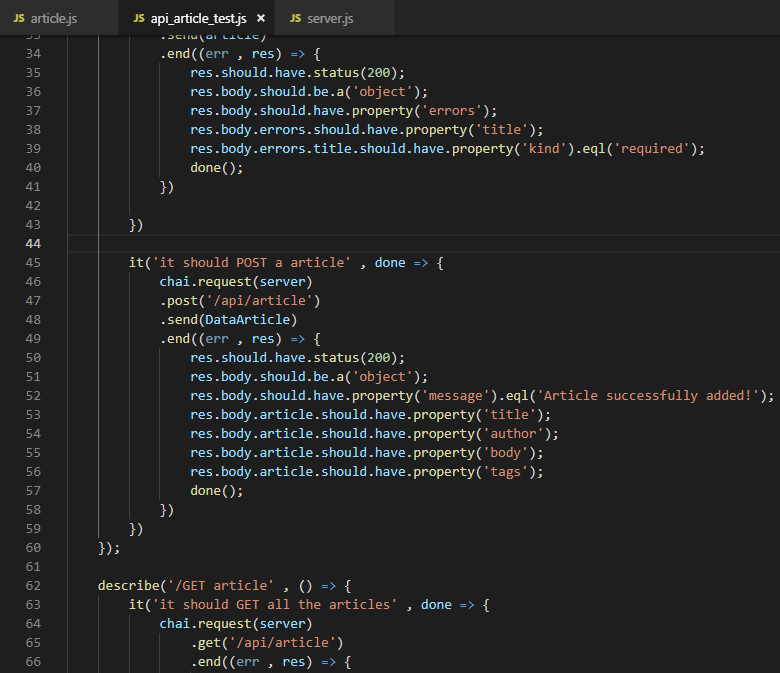 JS article.js JS api_article_test.js × JS server.js
33 .send(article)
34 .end((err , res) => {
35 res.should.have.status(200);
36 res.body.should.be.a('object');
37 res.body.should.have.property('errors');
38 res.body.errors.should.have.property('title');
39 res.body.errors.title.should.have.property('kind').eql('required');
40 done();
41 })
42
43 })
44
45 it('it should POST a article' , done => {
46 chai.request(server)
47 .post('/api/article')
48 .send(DataArticle)
49 .end((err , res) => {
50 res.should.have.status(200);
51 res.body.should.be.a('object');
52 res.body.should.have.property('message').eql('Article successfully added!');
53 res.body.article.should.have.property('title');
54 res.body.article.should.have.property('author');
55 res.body.article.should.have.property('body');
56 res.body.article.should.have.property('tags');
57 done();
58 })
59 })
60 });
61
62 describe('/GET article' , () => {
63 it('it should GET all the articles' , done => {
64 chai.request(server)
65 .get('/api/article')
66 .end((err , res) => {